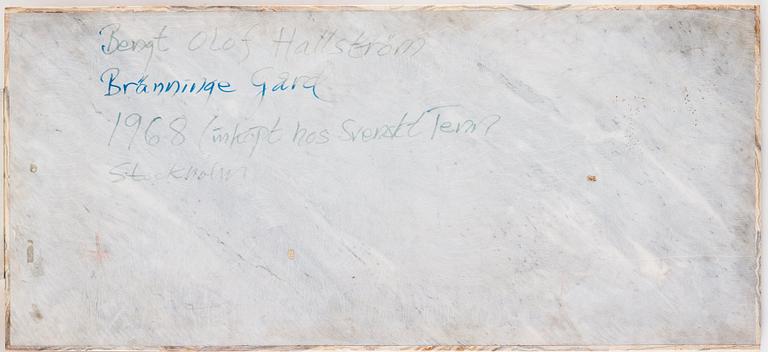 Bengt Olof Hallström
Bränninge Gård
1968 (inköpt hos Svenskt Tenn
Stockholm